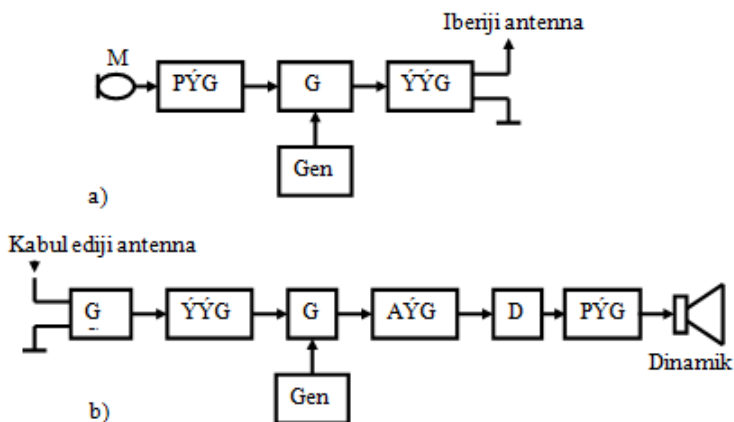 Iberiji antenna
M
PÝG
G
ÝÝG
Gen
a)
Kabul ediji antenna
G
ÝÝG
G
AÝG
D
PÝG
Dinamik
Gen
b)